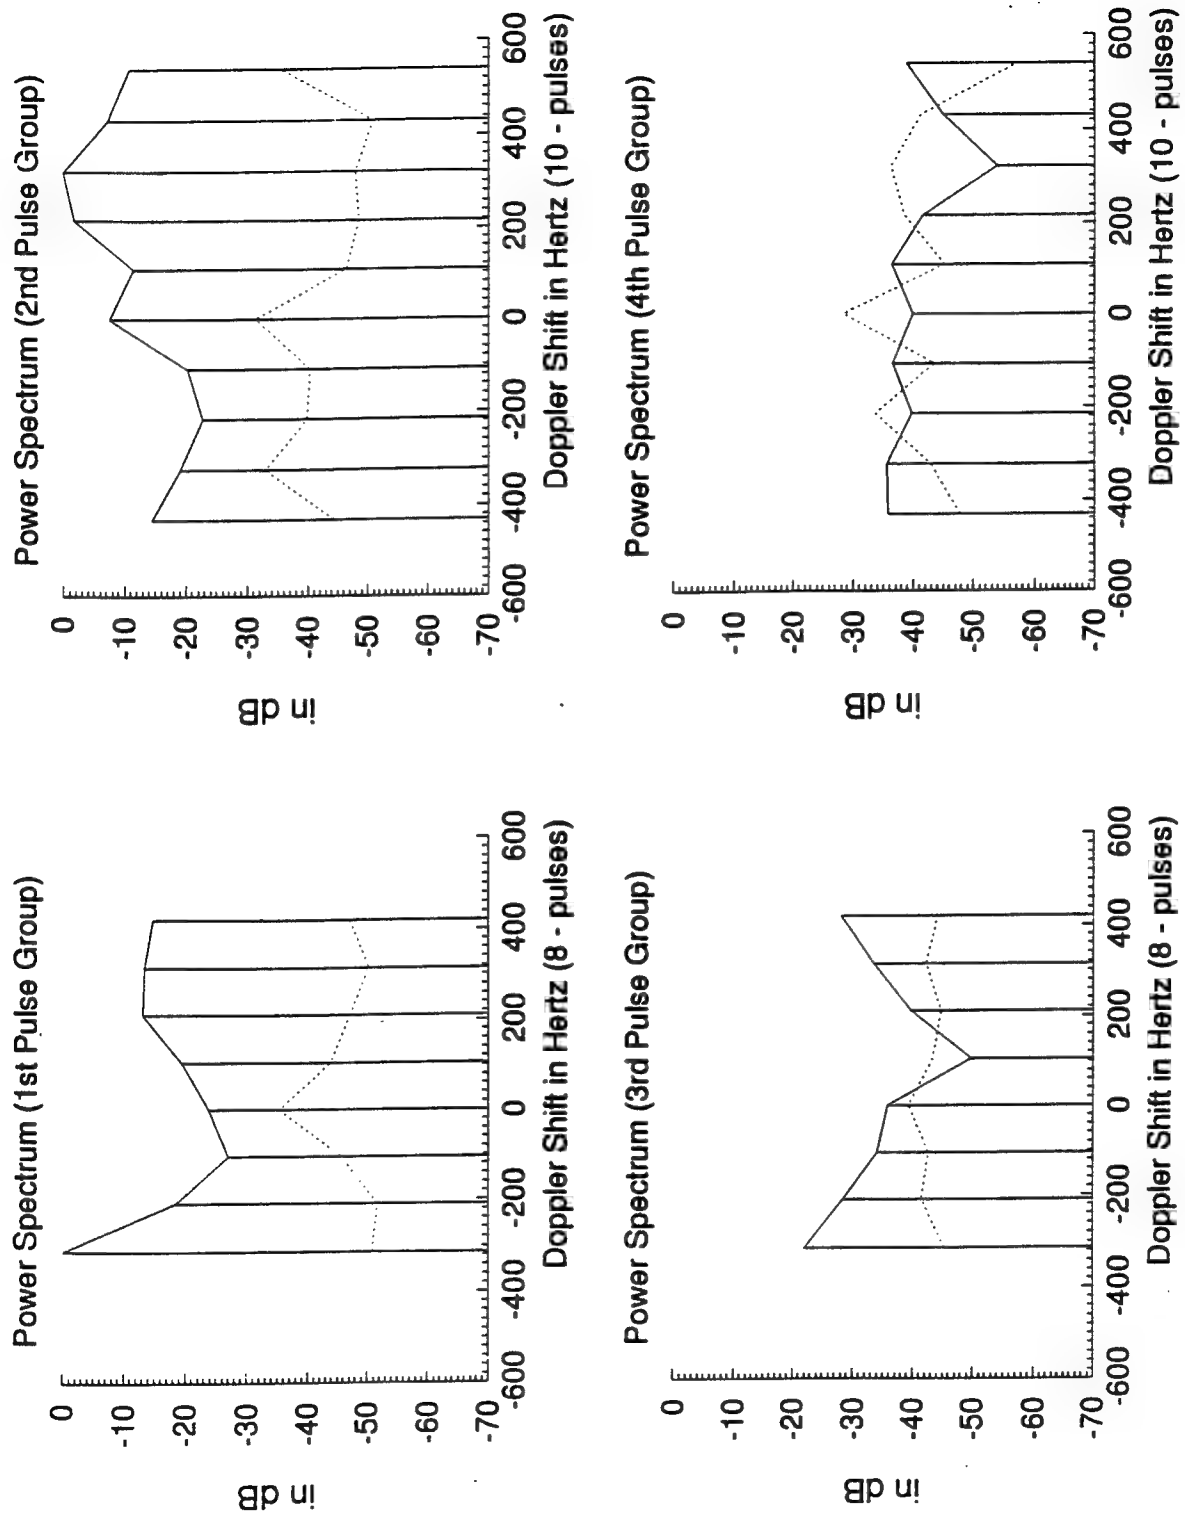 Power Spectrum (1st Pulse Group)
0
-10
-20
-30
-40
-50
-60
-70
in dB
-600 -400 -200 0 200 400 600
Doppler Shift in Hertz (8 - pulses)
Power Spectrum (2nd Pulse Group)
0
-10
-20
-30
-40
-50
-60
-70
in dB
-600 -400 -200 0 200 400 600
Doppler Shift in Hertz (10 - pulses)
Power Spectrum (3rd Pulse Group)
0
-10
-20
-30
-40
-50
-60
-70
in dB
-600 -400 -200 0 200 400 600
Doppler Shift in Hertz (8 - pulses)
Power Spectrum (4th Pulse Group)
0
-10
-20
-30
-40
-50
-60
-70
in dB
-600 -400 -200 0 200 400 600
Doppler Shift in Hertz (10 - pulses)